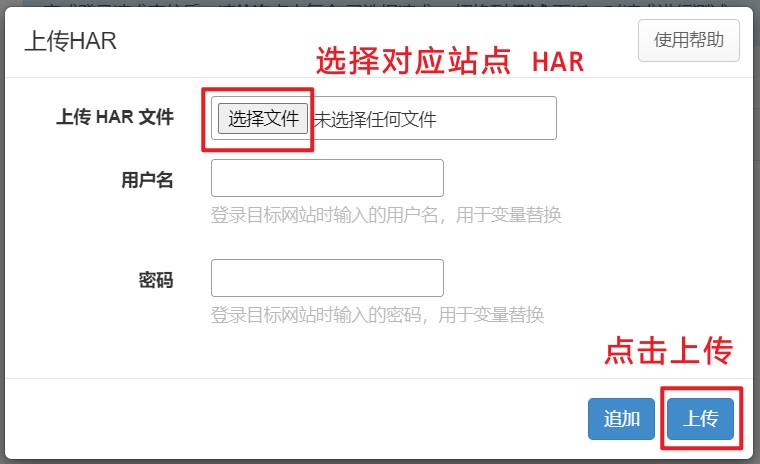 上传HAR
使用帮助
选择对应站点 HAR
上传 HAR 文件
选择文件 未选择任何文件
用户名
登录目标网站时输入的用户名，用于变量替换
密码
登录目标网站时输入的密码，用于变量替换
点击上传
追加
上传